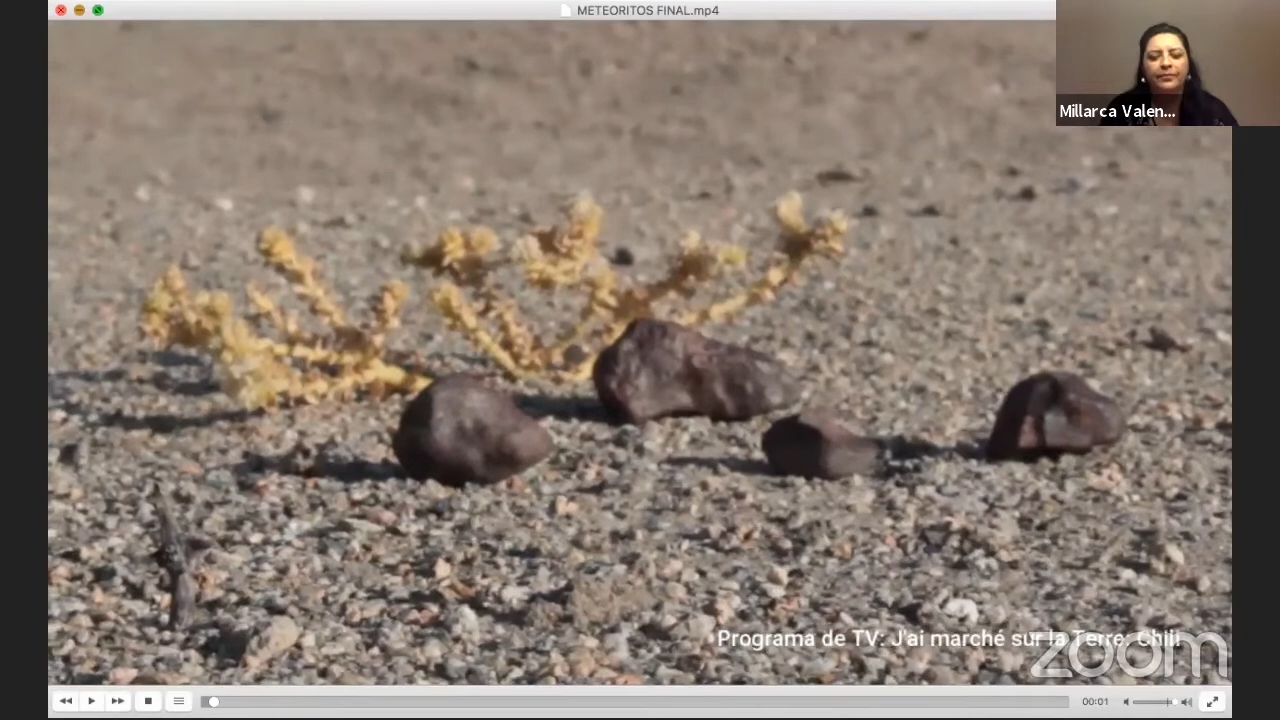 METEORITOS FINAL.mp4
Millarca Valen...
Programa de TV: J'ai marché sur la Terre: Chili
zoom
00:01